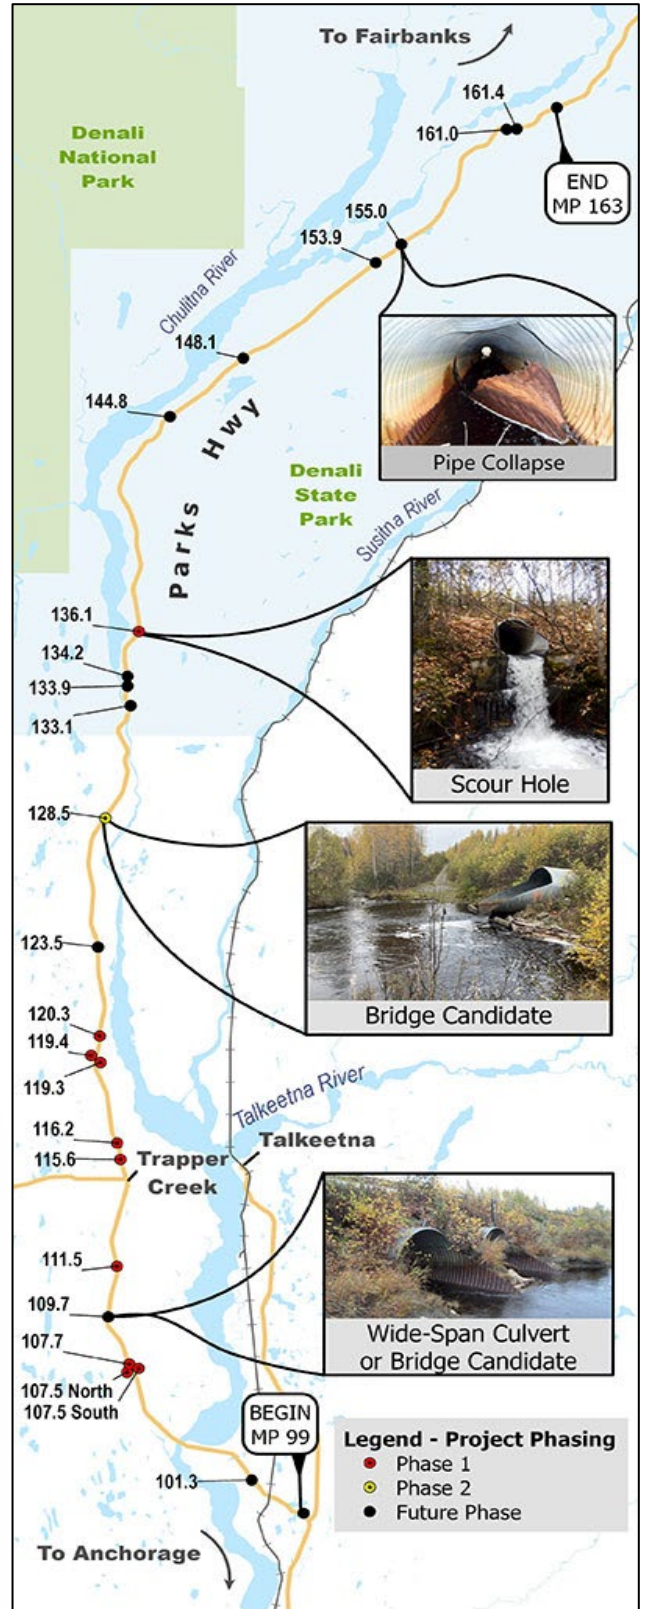 To Fairbanks
161.4
161.0
Denali
National
Park
END
MP 163
155.0
153.9
Chulitna River
148.1
Pipe Collapse
144.8
Parks Hwy
Denali
State
Park
Susitna River
136.1
134.2
133.9
133.1
Scour Hole
128.5
123.5
Bridge Candidate
120.3
119.4
119.3
Talkeetna River
116.2
115.6
Talkeetna
Trapper
Creek
111.5
109.7
Wide-Span Culvert
or Bridge Candidate
107.7
107.5 North
107.5 South
BEGIN
MP 99
101.3
Legend - Project Phasing
Phase 1
Phase 2
Future Phase
To Anchorage